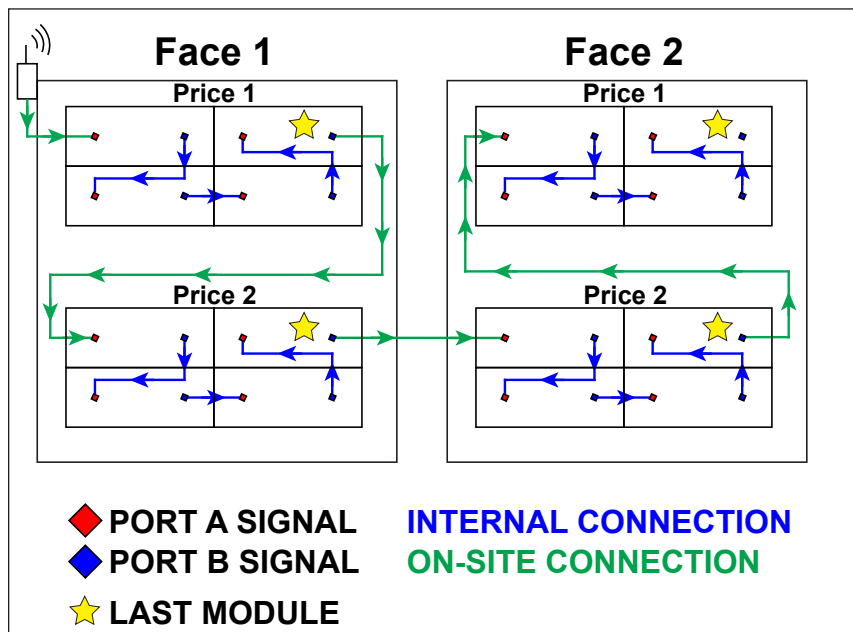 Face 1
Face 2
Price 1
Price 1
Price 2
Price 2
PORT A SIGNAL
INTERNAL CONNECTION
PORT B SIGNAL
ON-SITE CONNECTION
LAST MODULE